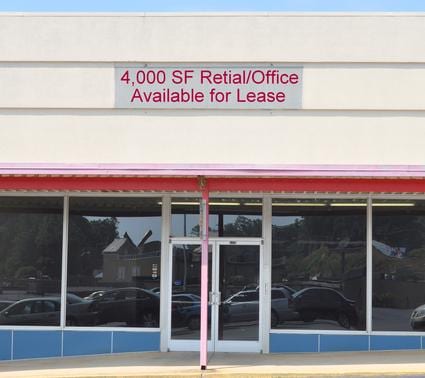 4,000 SF Retial/Office
Available for Lease